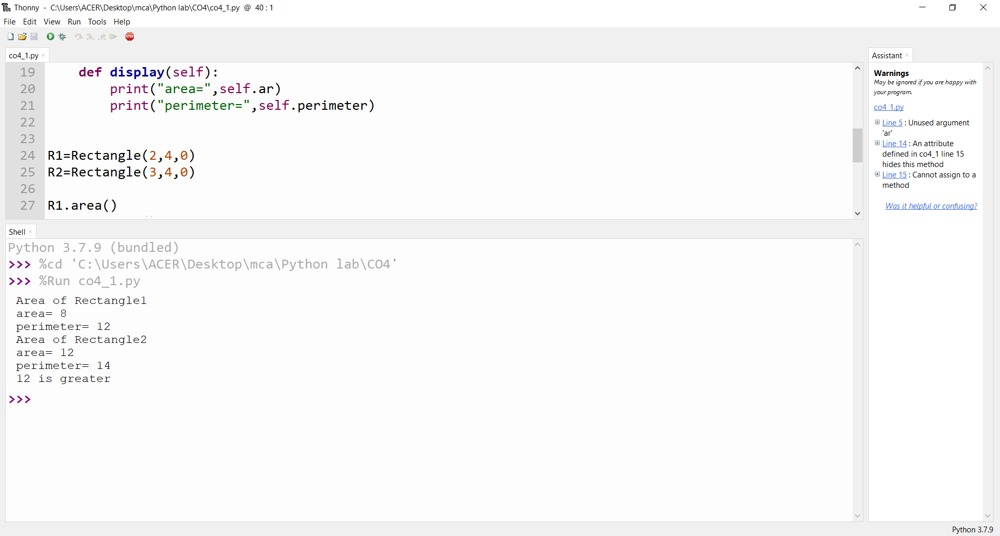 Thonny - C:\Users\ACER\Desktop\mca\Python lab\CO4\co4_1.py @ 40 : 1
File Edit View Run Tools Help
STOP
co4_1.py ×
19     def display(self):
20         print("area=",self.ar)
21         print("perimeter=",self.perimeter)
22
23
24 R1=Rectangle(2,4,0)
25 R2=Rectangle(3,4,0)
26
27 R1.area()
Shell ×
Python 3.7.9 (bundled)
>>> %cd 'C:\Users\ACER\Desktop\mca\Python lab\CO4'
>>> %Run co4_1.py
Area of Rectangle1
area= 8
perimeter= 12
Area of Rectangle2
area= 12
perimeter= 14
12 is greater
>>>
Assistant ×
Warnings
May be ignored if you are happy with
your program.
co4_1.py
Line 5 : Unused argument
'ar'
Line 14 : An attribute
defined in co4_1 line 15
hides this method
Line 15 : Cannot assign to a
method
Was it helpful or confusing?
Python 3.7.9